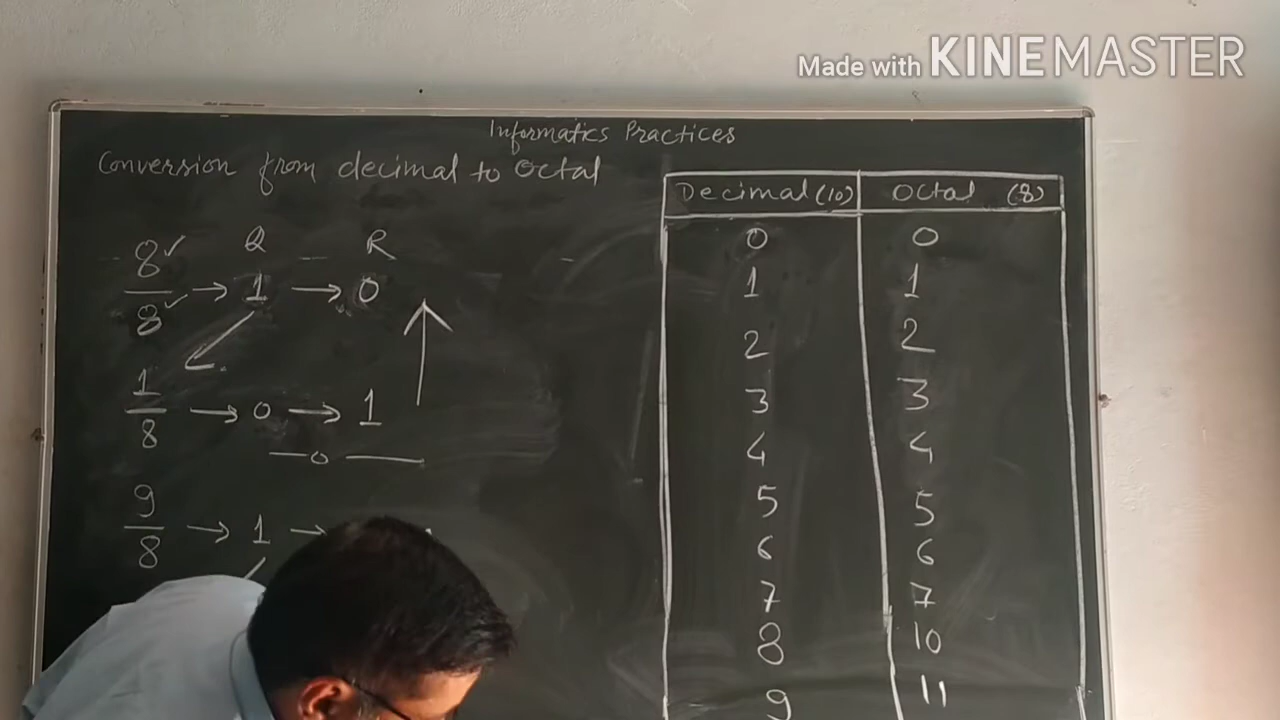 Made with KINEMASTER
Informatics Practices
Conversion from decimal to Octal
Q R
8
8 → 1 → 0
1
8 → 0 → 1
9
8 → 1 →
Decimal (10) Octal (8)
0 0
1 1
2 2
3 3
4 4
5 5
6 6
7 7
8 10
9 11